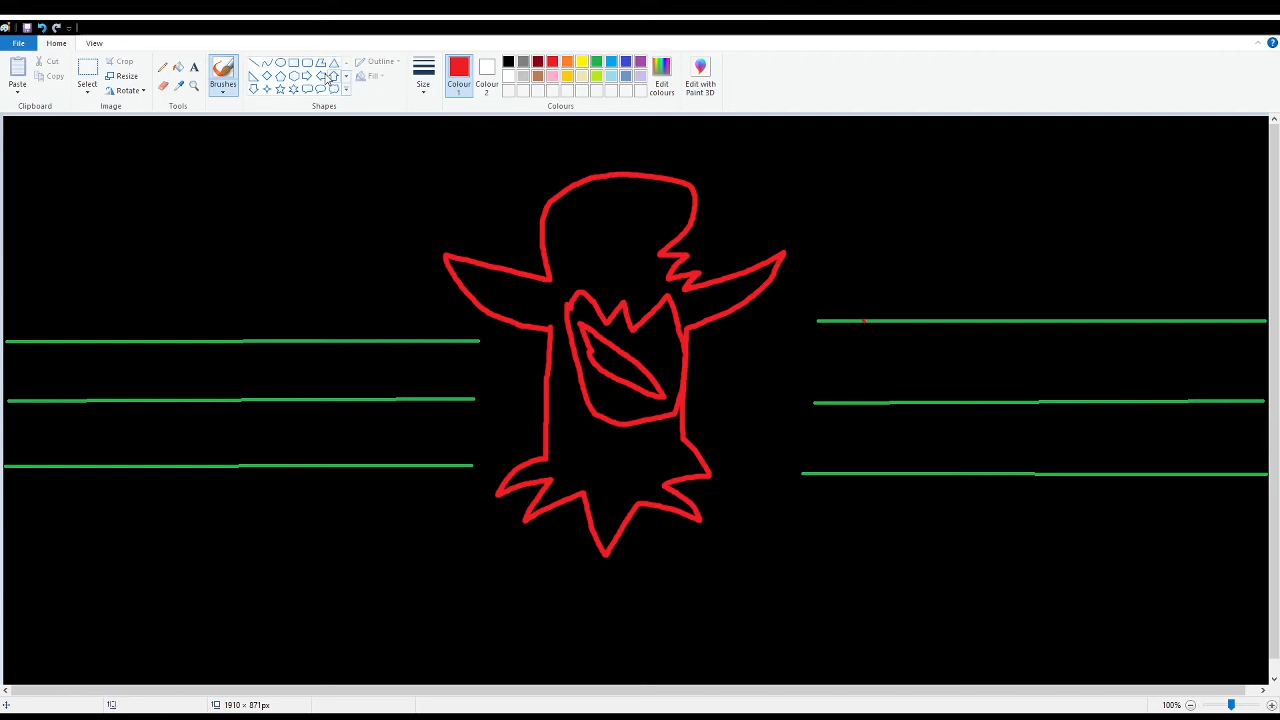 File Home View
Paste Cut Copy Clipboard
Select Crop Resize Rotate Image
Tools
Brushes
Shapes Outline Fill
Size
Colour 1 Colour 2 Edit colours Colours
Edit with Paint 3D
1910 × 871px 100%